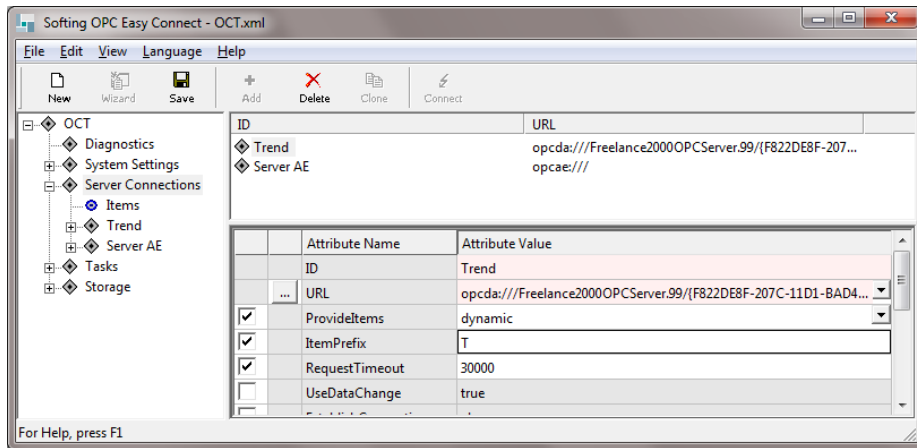 Softing OPC Easy Connect - OCT.xml
File Edit View Language Help
New Wizard Save Add Delete Clone Connect
OCT
Diagnostics
System Settings
Server Connections
Items
Trend
Server AE
Tasks
Storage
ID URL
Trend opcda:///Freelance2000OPCServer.99/{F822DE8F-207...
Server AE opcae:///
Attribute Name Attribute Value
ID Trend
... URL opcda:///Freelance2000OPCServer.99/{F822DE8F-207C-11D1-BAD4...
ProvideItems dynamic
ItemPrefix T
RequestTimeout 30000
UseDataChange true
For Help, press F1